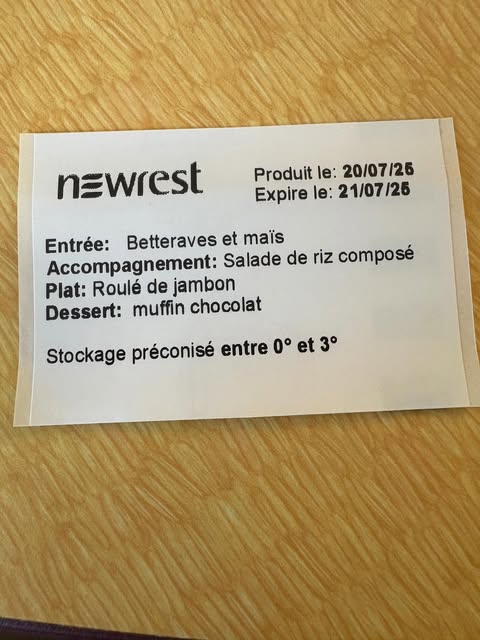 newrest
Produit le: 20/07/25
Expire le: 21/07/25
Entrée: Betteraves et maïs
Accompagnement: Salade de riz composé
Plat: Roulé de jambon
Dessert: muffin chocolat
Stockage préconisé entre 0° et 3°